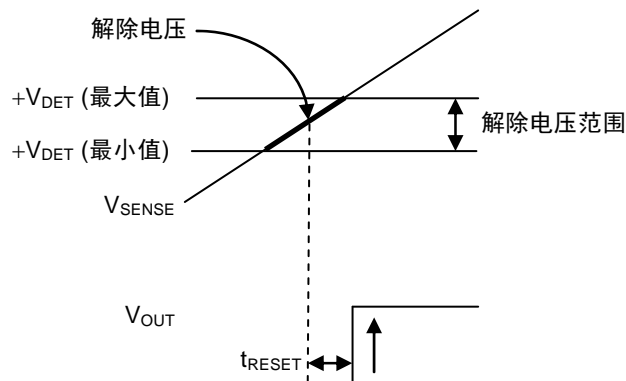 解除电压
+VDET (最大值)
解除电压范围
+VDET (最小值)
VSENSE
VOUT
tRESET